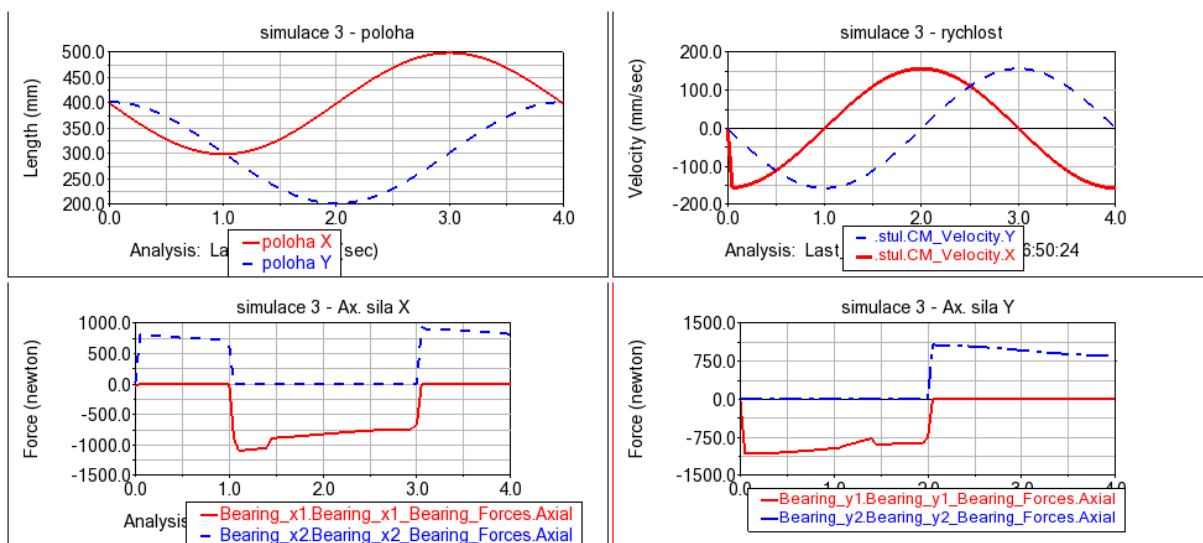 simulace 3 - poloha
500.0
450.0
400.0
350.0
300.0
250.0
200.0
Length (mm)
0.0 1.0 2.0 3.0 4.0
Analysis: La (sec)
poloha X
poloha Y
simulace 3 - rychlost
200.0
100.0
0.0
-100.0
-200.0
Velocity (mm/sec)
0.0 1.0 2.0 3.0 4.0
Analysis: Last_ 6:50:24
.stul.CM_Velocity.Y
.stul.CM_Velocity.X
simulace 3 - Ax. sila X
1000.0
500.0
0.0
-500.0
-1000.0
-1500.0
Force (newton)
0.0 1.0 2.0 3.0 4.0
Analysis
Bearing_x1.Bearing_x1_Bearing_Forces.Axial
Bearing_x2.Bearing_x2_Bearing_Forces.Axial
simulace 3 - Ax. sila Y
1500.0
750.0
0.0
-750.0
-1500.0
Force (newton)
0.0 1.0 2.0 3.0 4.0
Bearing_y1.Bearing_y1_Bearing_Forces.Axial
Bearing_y2.Bearing_y2_Bearing_Forces.Axial